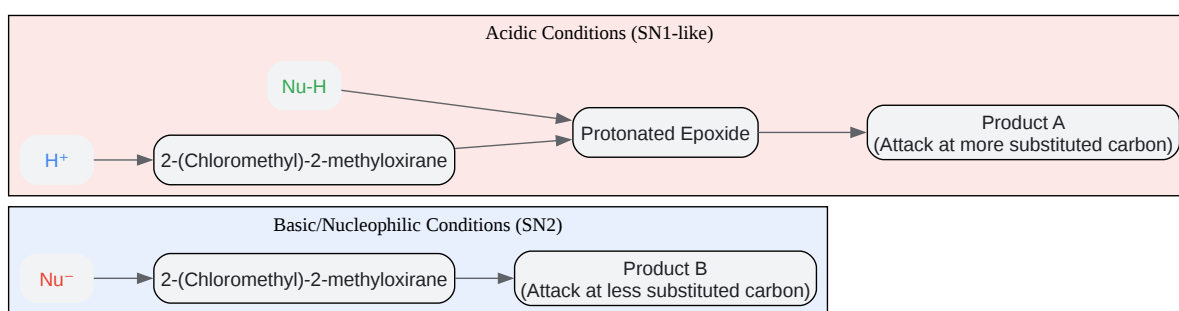 Acidic Conditions (SN1-like)
Nu-H
H⁺
2-(Chloromethyl)-2-methyloxirane
Protonated Epoxide
Product A
(Attack at more substituted carbon)
Basic/Nucleophilic Conditions (SN2)
Nu⁻
2-(Chloromethyl)-2-methyloxirane
Product B
(Attack at less substituted carbon)